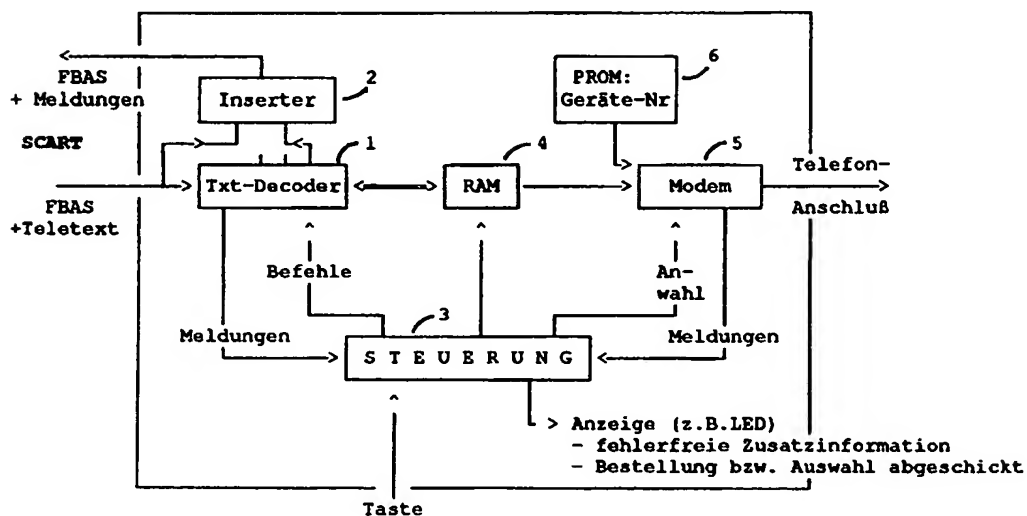 FBAS
+ Meldungen
SCART
FBAS
+Teletext
2
Inserter
1
Txt-Decoder
4
RAM
6
PROM:
Geräte-Nr
5
Modem
Telefon-
Anschluß
Befehle
An-
wahl
Meldungen
Meldungen
3
STEUERUNG
Anzeige (z.B.LED)
- fehlerfreie Zusatzinformation
- Bestellung bzw. Auswahl abgeschickt
Taste